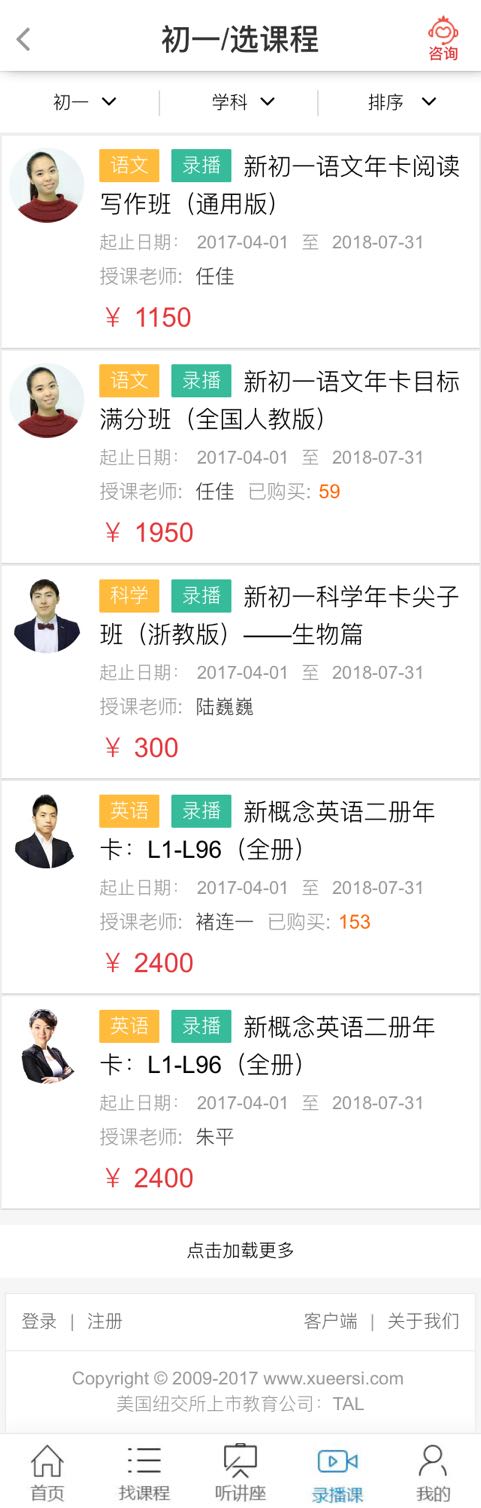 初一/选课程
咨询
初一
学科
排序
语文 录播 新初一语文年卡阅读
写作班（通用版）
起止日期： 2017-04-01 至 2018-07-31
授课老师: 任佳
￥ 1150
语文 录播 新初一语文年卡目标
满分班（全国人教版）
起止日期： 2017-04-01 至 2018-07-31
授课老师: 任佳 已购买: 59
￥ 1950
科学 录播 新初一科学年卡尖子
班（浙教版）——生物篇
起止日期： 2017-04-01 至 2018-07-31
授课老师: 陆巍巍
￥ 300
英语 录播 新概念英语二册年
卡：L1-L96（全册）
起止日期： 2017-04-01 至 2018-07-31
授课老师: 褚连一 已购买: 153
￥ 2400
英语 录播 新概念英语二册年
卡：L1-L96（全册）
起止日期： 2017-04-01 至 2018-07-31
授课老师: 朱平
￥ 2400
点击加载更多
登录 | 注册 客户端 | 关于我们
Copyright © 2009-2017 www.xueersi.com
美国纽交所上市教育公司：TAL
首页 找课程 听讲座 录播课 我的